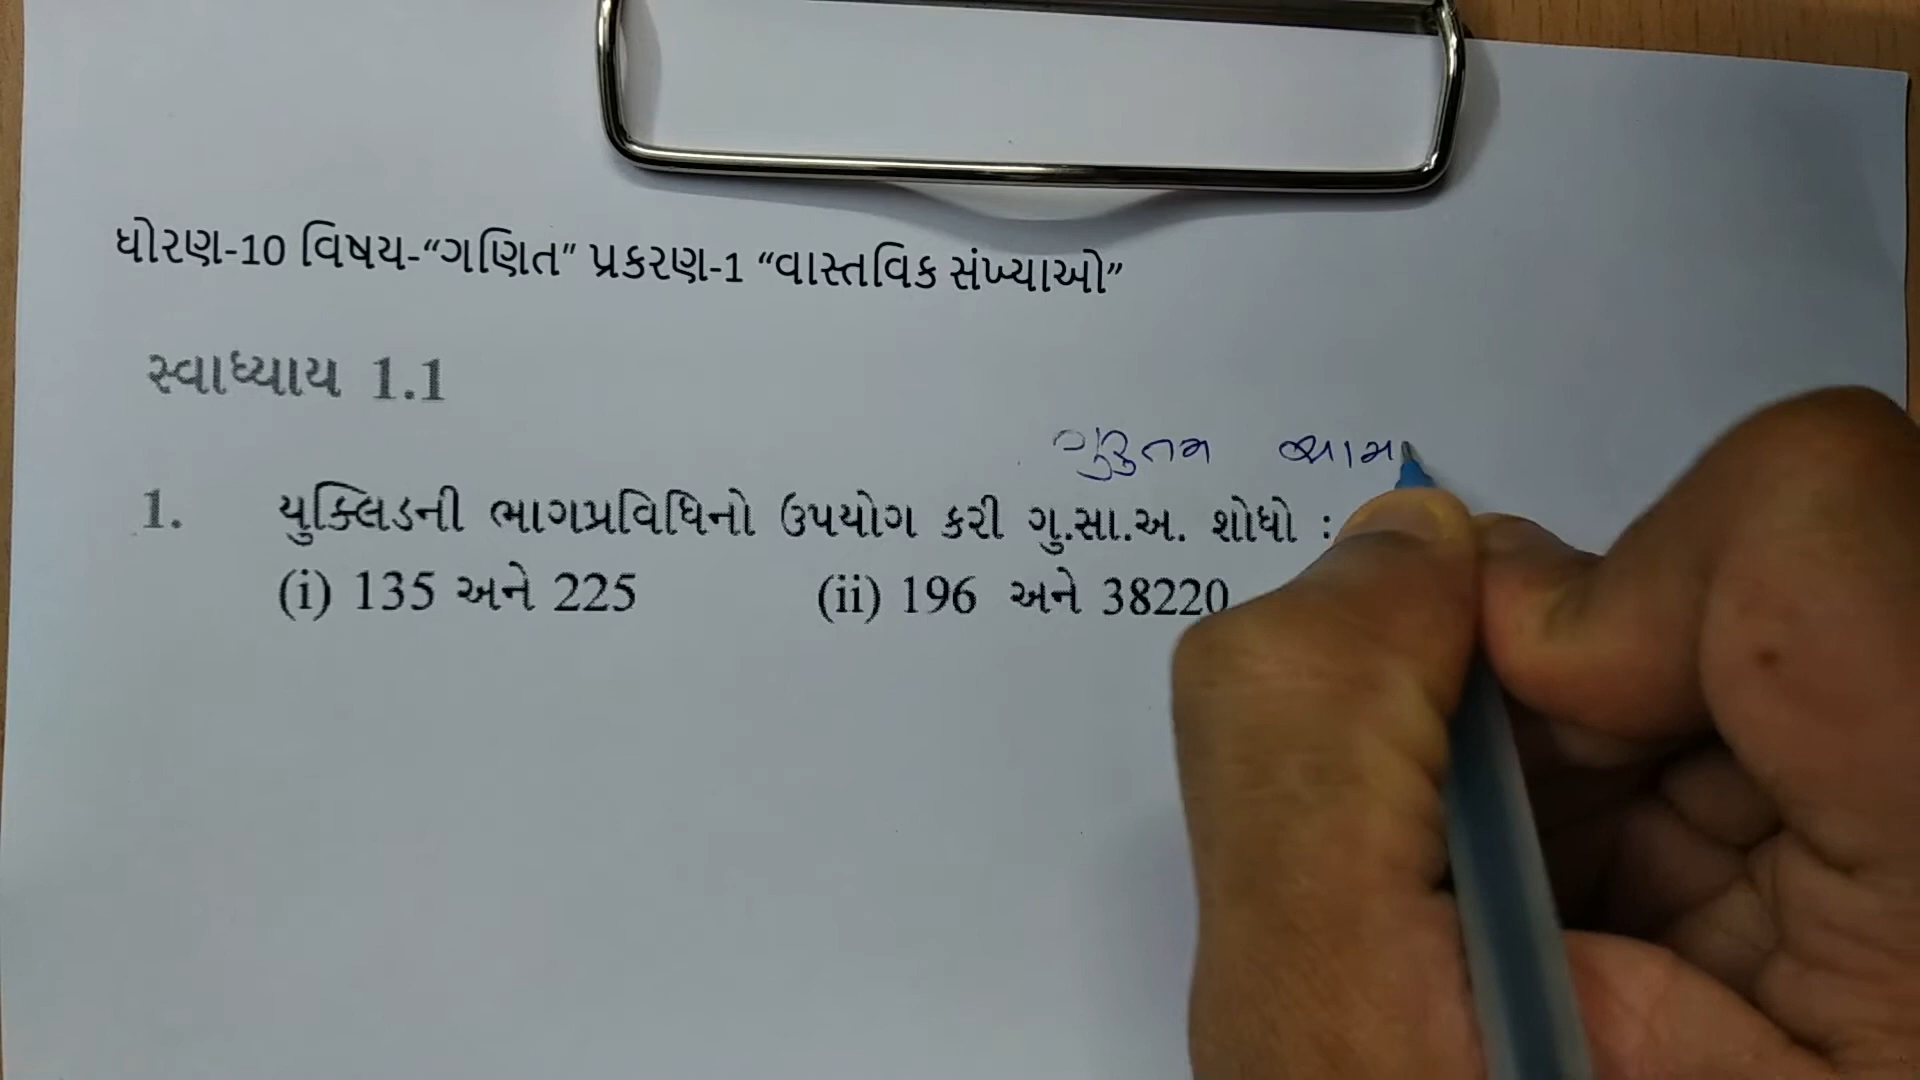 ધોરણ-10 વિષય-“ગણિત” પ્રકરણ-1 “વાસ્તવિક સંખ્યાઓ”
સ્વાધ્યાય 1.1
ગુરુતમ સામ
1. યુક્લિડની ભાગપ્રવિધિનો ઉપયોગ કરી ગુ.સા.અ. શોધો :
(i) 135 અને 225 (ii) 196 અને 38220